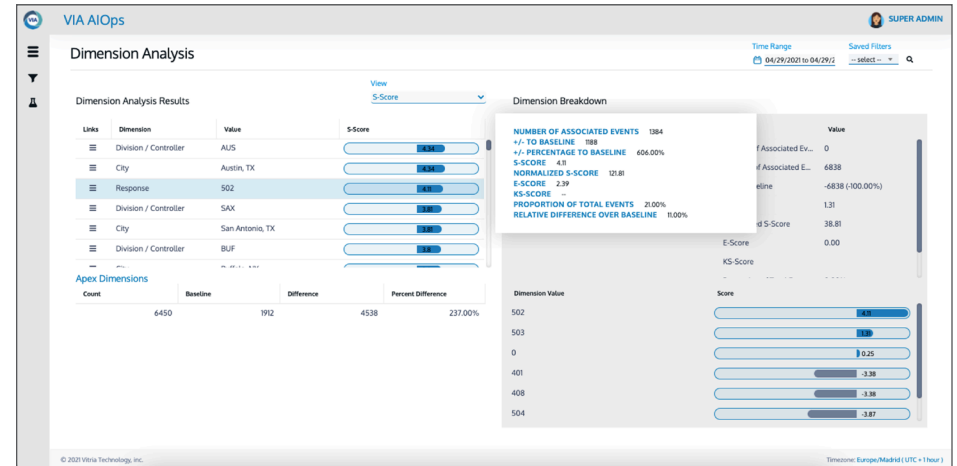 VIA
VIA AIOps
SUPER ADMIN
Dimension Analysis
Time Range
04/29/2021 to 04/29/2
Saved Filters
-- select --
View
S-Score
Dimension Analysis Results
Links Dimension Value S-Score
Division / Controller AUS 4.34
City Austin, TX 4.34
Response 502 4.11
Division / Controller SAX 3.81
City San Antonio, TX 3.81
Division / Controller BUF 3.8
Apex Dimensions
Count Baseline Difference Percent Difference
6450 1912 4538 237.00%
Dimension Breakdown
NUMBER OF ASSOCIATED EVENTS 1384
+/- TO BASELINE 1188
+/- PERCENTAGE TO BASELINE 606.00%
S-SCORE 4.11
NORMALIZED S-SCORE 121.81
E-SCORE 2.39
KS-SCORE --
PROPORTION OF TOTAL EVENTS 21.00%
RELATIVE DIFFERENCE OVER BASELINE 11.00%
Value
f Associated Ev... 0
f Associated E... 6838
eline -6838 (-100.00%)
1.31
d S-Score 38.81
E-Score 0.00
KS-Score
Dimension Value Score
502 4.11
503 1.31
0 0.25
401 -3.38
408 -3.38
504 -3.87
© 2021 Vitria Technology, inc.
Timezone: Europe/Madrid ( UTC + 1 hour )